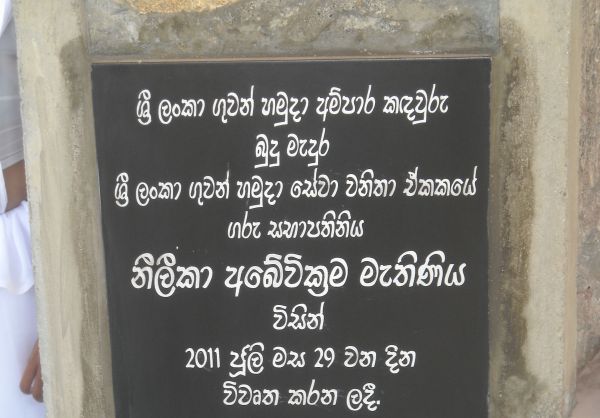 ශ්‍රී ලංකා ගුවන් හමුදා අම්පාර කඳවුරු
බුදු මැදුර
ශ්‍රී ලංකා ගුවන් හමුදා සේවා වනිතා ඒකකයේ
ගරු සභාපතිනිය
නීලිකා අබේවික්‍රම මැතිණිය
විසින්
2011 ජූලි මස 29 වන දින
විවෘත කරන ලදී.